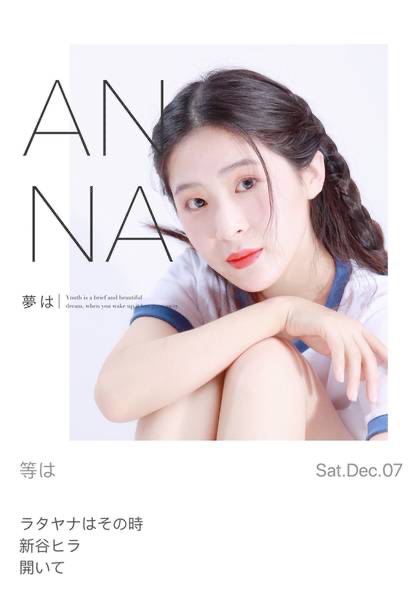 AN
NA
夢は
Youth is a brief and beautiful
dream, when you wake up it
等は
Sat.Dec.07
ラタヤナはその時
新谷ヒラ
開いて